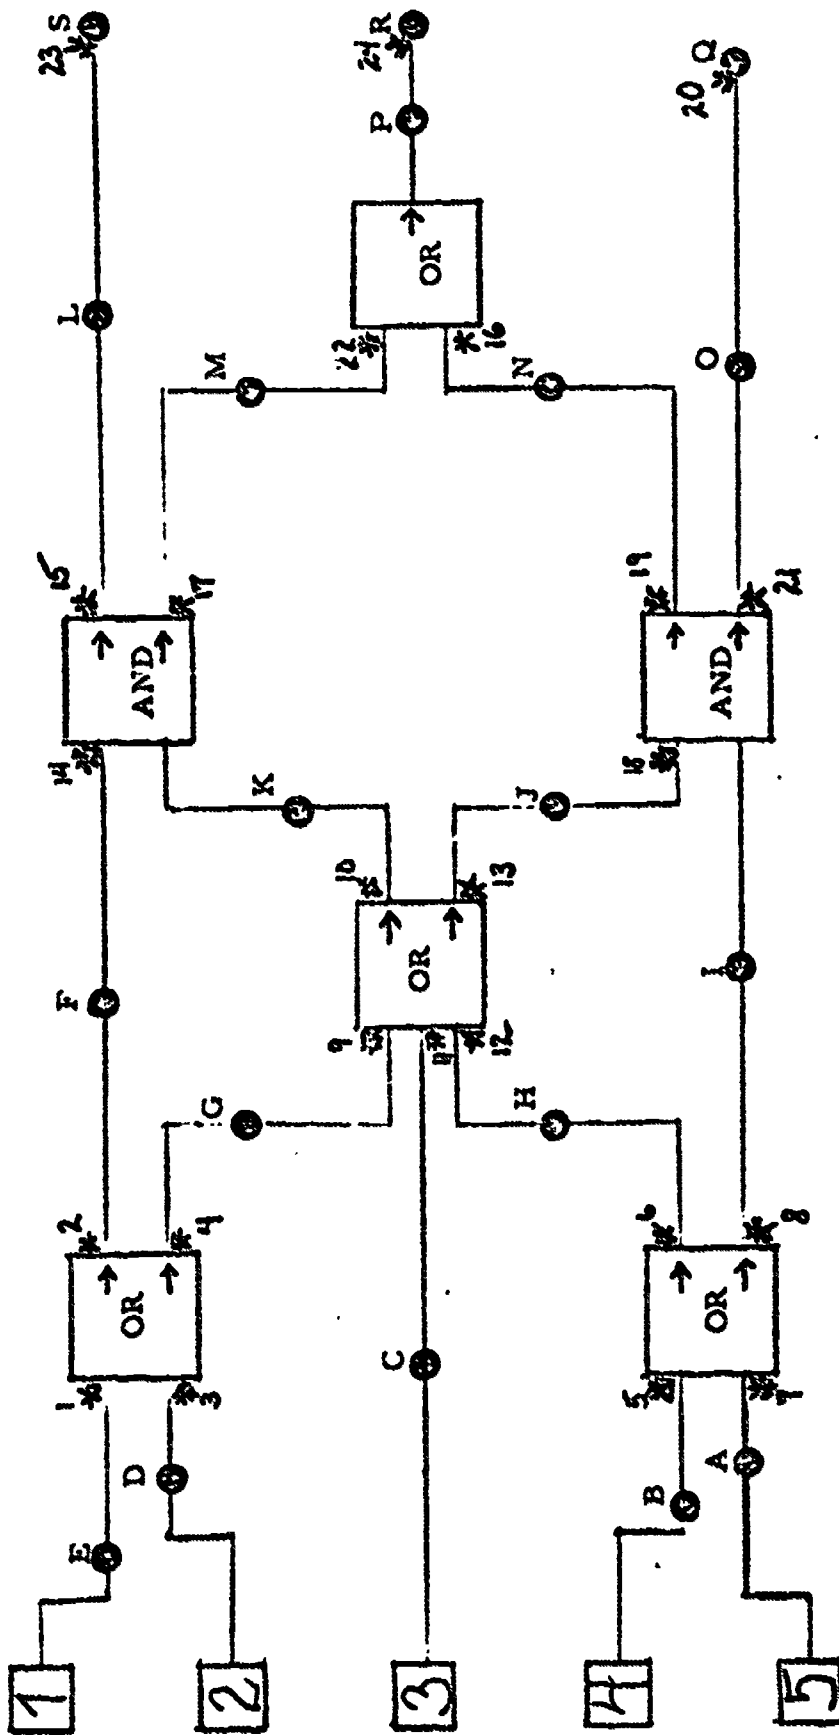 1 E 1 OR 2 F 14 AND 15 L 23 S
2 D 3 4 G K 17 M
3 C 9 OR 10 22 OR P 24 R
11
12 13 16
4 B 5 OR 6 H J 18 AND 19 N
5 A 7 8 I 21 O 20 Q